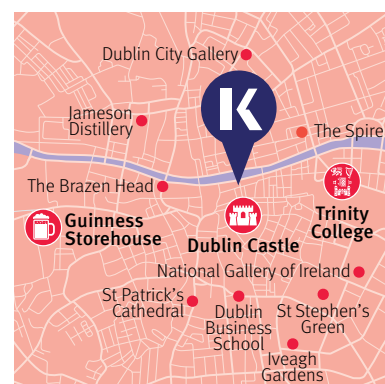 Dublin City Gallery
K
Jameson
Distillery
The Spire
The Brazen Head
Guinness
Storehouse
Trinity
College
Dublin Castle
National Gallery of Ireland
St Patrick's
Cathedral
Dublin
Business
School
St Stephen's
Green
Iveagh
Gardens